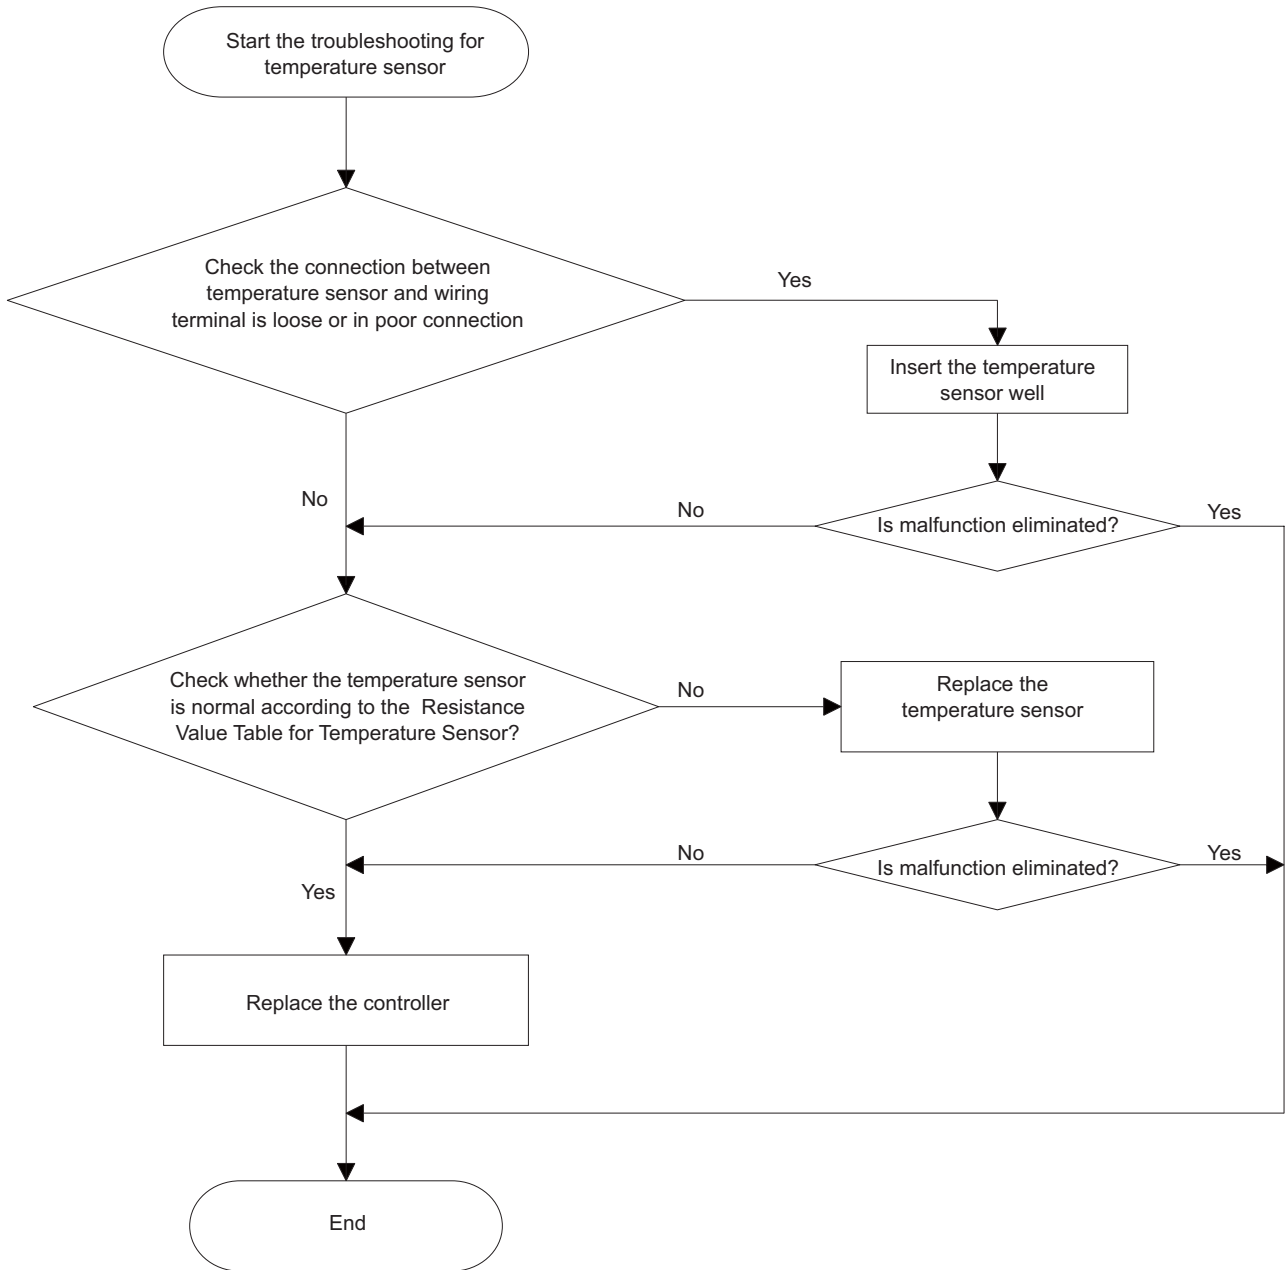 Start the troubleshooting for
temperature sensor
Check the connection between
temperature sensor and wiring
terminal is loose or in poor connection
Yes
Insert the temperature
sensor well
No
No
Is malfunction eliminated?
Yes
Check whether the temperature sensor
is normal according to the Resistance
Value Table for Temperature Sensor?
No
Replace the
temperature sensor
No
Is malfunction eliminated?
Yes
Yes
Replace the controller
End